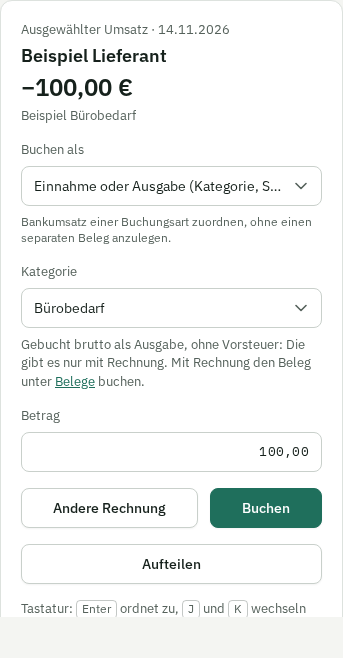 Ausgewählter Umsatz · 14.11.2026
Beispiel Lieferant
−100,00 €
Beispiel Bürobedarf
Buchen als
Einnahme oder Ausgabe (Kategorie, S...
Bankumsatz einer Buchungsart zuordnen, ohne einen
separaten Beleg anzulegen.
Kategorie
Bürobedarf
Gebucht brutto als Ausgabe, ohne Vorsteuer: Die
gibt es nur mit Rechnung. Mit Rechnung den Beleg
unter Belege buchen.
Betrag
100,00
Andere Rechnung Buchen
Aufteilen
Tastatur: Enter ordnet zu, J und K wechseln